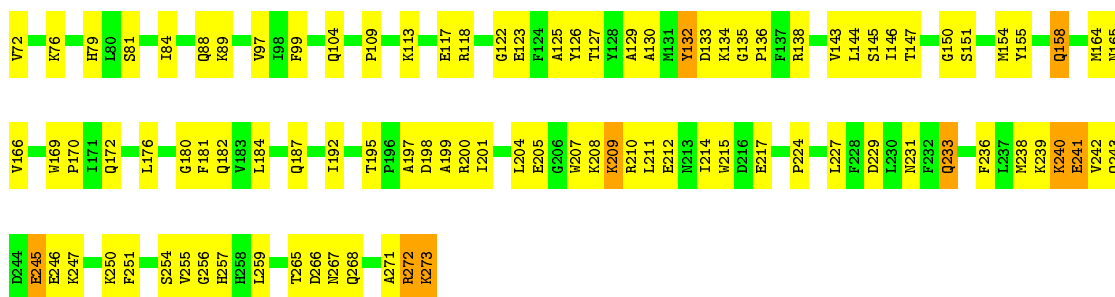 V72 K76 H79 L80 S81 I84 Q88 K89 V97 I98 F99 Q104 P109 K113 E117 R118 G122 E123 F124 A125 Y126 T127 Y128 A129 A130 M131 Y132 D133 K134 G135 P136 F137 R138 V143 L144 S145 I146 T147 G150 S151 M154 Y155 Q158 M164 N165
V166 W169 P170 I171 Q172 L176 G180 F181 Q182 V183 L184 Q187 I192 T195 P196 A197 D198 A199 R200 I201 L204 E205 G206 W207 K208 K209 R210 L211 E212 N213 I214 W215 D216 E217 P224 L227 F228 D229 L230 N231 F232 Q233 F236 L237 M238 K239 K240 E241 V242 Q243
D244 E245 E246 K247 K250 F251 S254 V255 G256 H257 H258 L259 T265 D266 N267 Q268 A271 R272 K273